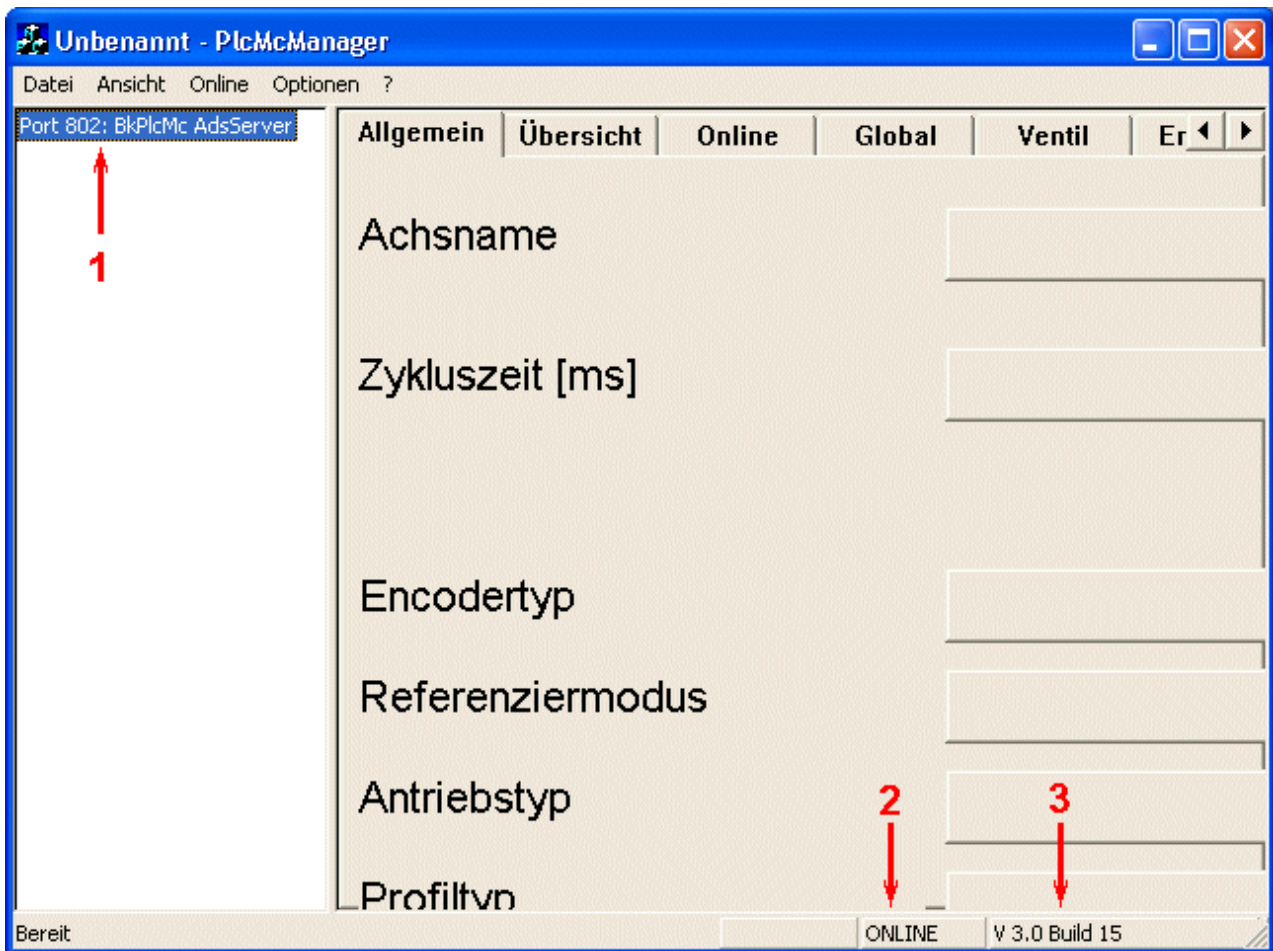 Unbenannt - PlcMcManager
Datei Ansicht Online Optionen ?
Port 802: BkPlcMc AdsServer
1
Allgemein Übersicht Online Global Ventil Er
Achsname
Zykluszeit [ms]
Encodertyp
Referenziermodus
Antriebstyp
2 3
Profiltyp
Bereit ONLINE V 3.0 Build 15